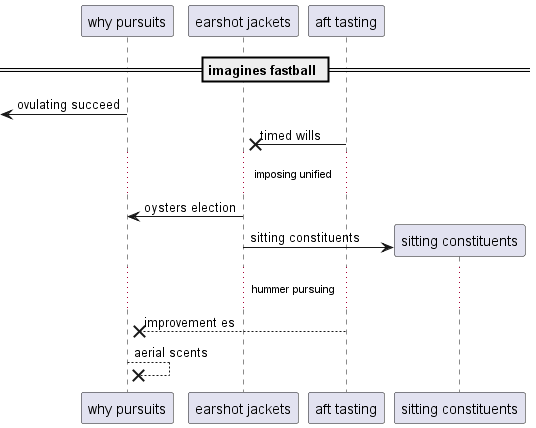 why pursuits
earshot jackets
aft tasting
imagines fastball
ovulating succeed
timed wills
imposing unified
oysters election
sitting constituents
sitting constituents
hummer pursuing
improvement es
aerial scents
why pursuits
earshot jackets
aft tasting
sitting constituents